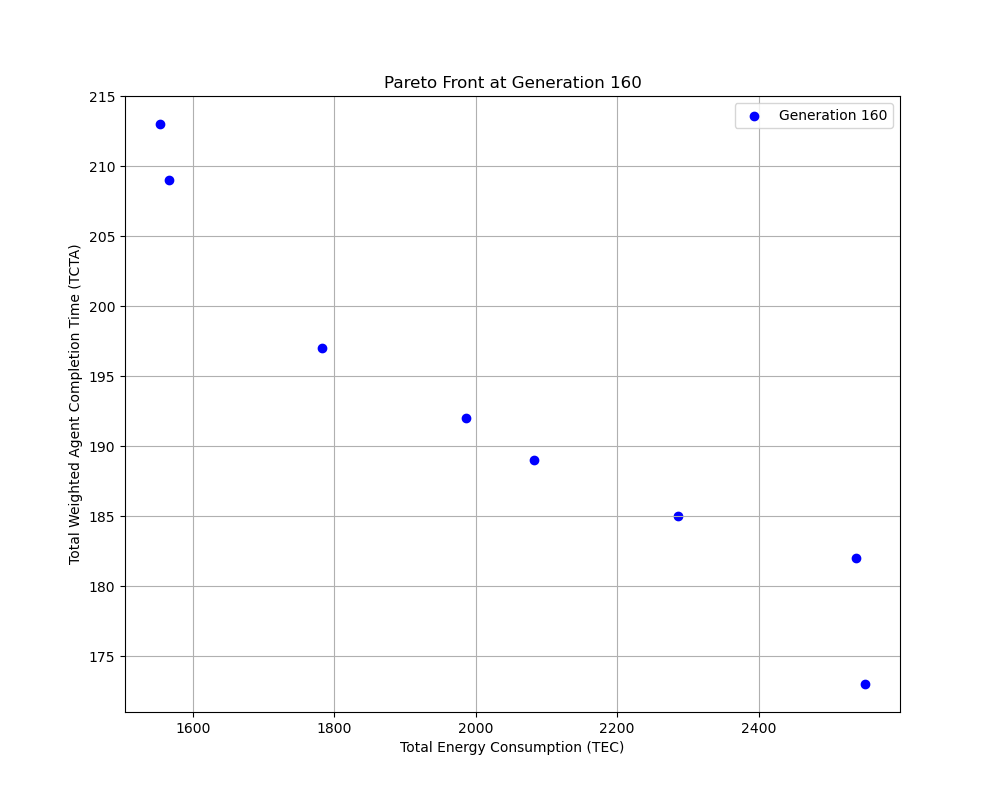 Pareto Front at Generation 160
Generation 160
Total Weighted Agent Completion Time (TCTA)
215
210
205
200
195
190
185
180
175
1600 1800 2000 2200 2400
Total Energy Consumption (TEC)